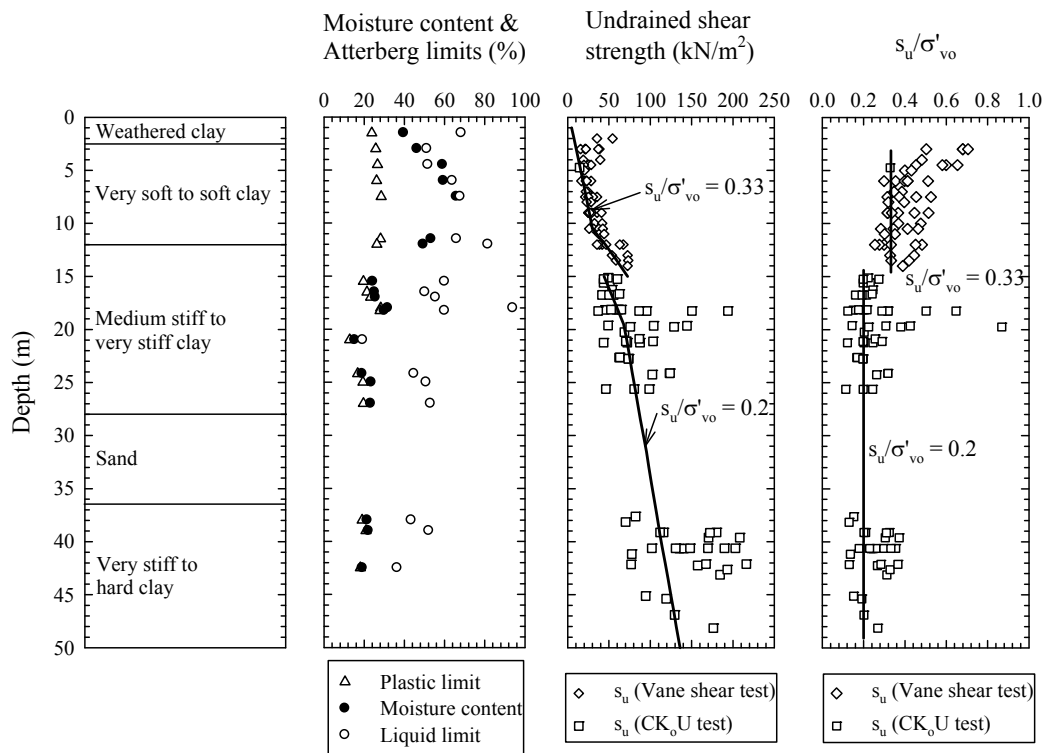 Moisture content &
Atterberg limits (%)
Undrained shear
strength (kN/m²)
sᵤ/σ'ᵥₒ
0 20 40 60 80 100
0 50 100 150 200 250
0.0 0.2 0.4 0.6 0.8 1.0
Depth (m)
0
5
10
15
20
25
30
35
40
45
50
Weathered clay
Very soft to soft clay
Medium stiff to
very stiff clay
Sand
Very stiff to
hard clay
sᵤ/σ'ᵥₒ = 0.33
sᵤ/σ'ᵥₒ = 0.2
sᵤ/σ'ᵥₒ = 0.33
sᵤ/σ'ᵥₒ = 0.2
Plastic limit
Moisture content
Liquid limit
sᵤ (Vane shear test)
sᵤ (CKₒU test)
sᵤ (Vane shear test)
sᵤ (CKₒU test)